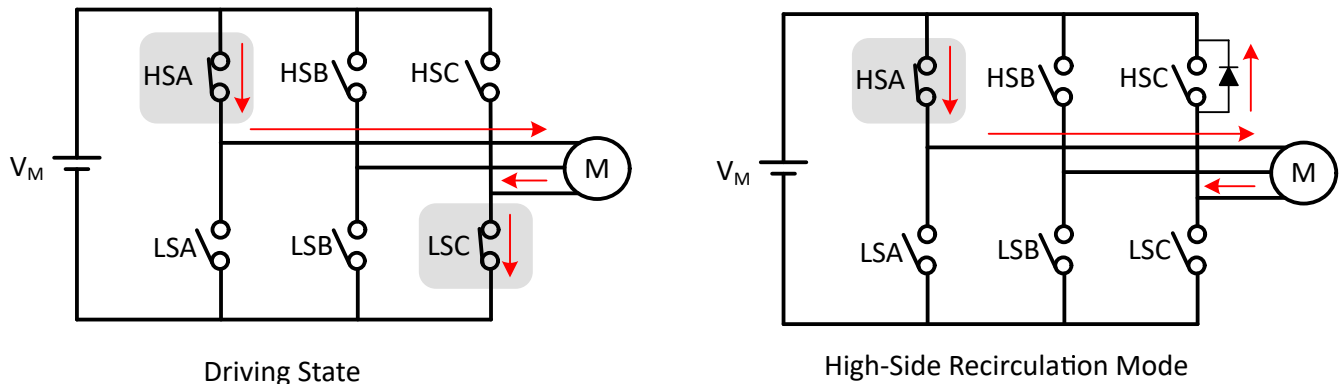 HSA HSB HSC
V_M M
LSA LSB LSC
Driving State
HSA HSB HSC
V_M M
LSA LSB LSC
High-Side Recirculation Mode